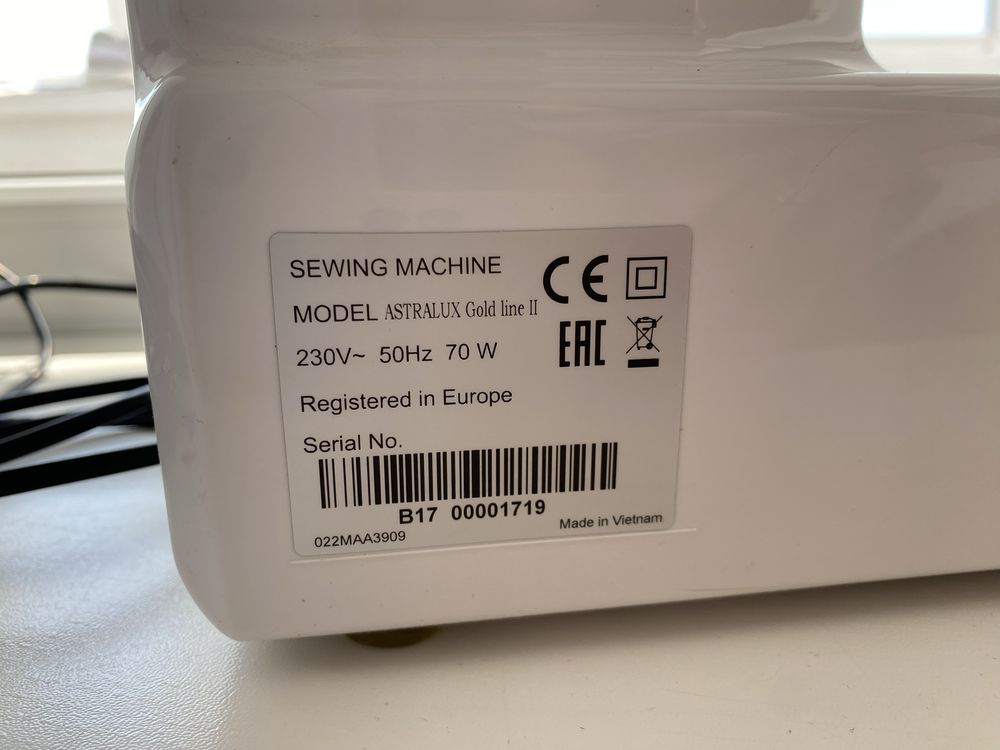 SEWING MACHINE
MODEL ASTRALUX Gold line II
230V~ 50Hz 70 W
Registered in Europe
Serial No.
B17 00001719
022MAA3909
Made in Vietnam
CE
EAC